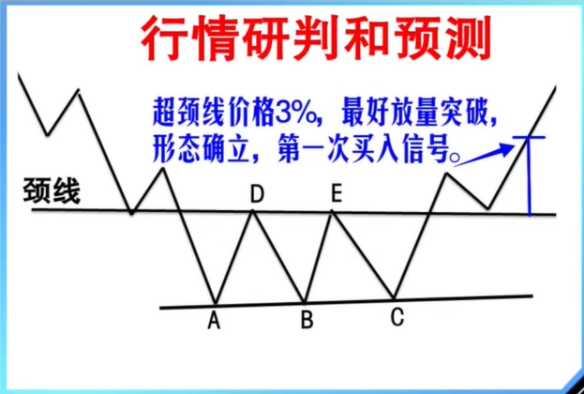 行情研判和预测
超颈线价格3%，最好放量突破，
形态确立，第一次买入信号。
颈线
D E
A B C